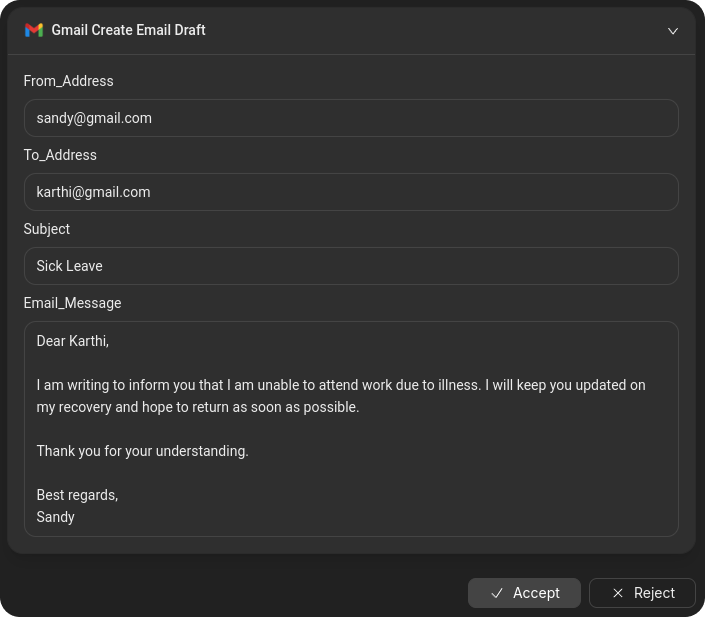 Gmail Create Email Draft
From_Address
sandy@gmail.com
To_Address
karthi@gmail.com
Subject
Sick Leave
Email_Message
Dear Karthi,
I am writing to inform you that I am unable to attend work due to illness. I will keep you updated on
my recovery and hope to return as soon as possible.
Thank you for your understanding.
Best regards,
Sandy
Accept
Reject